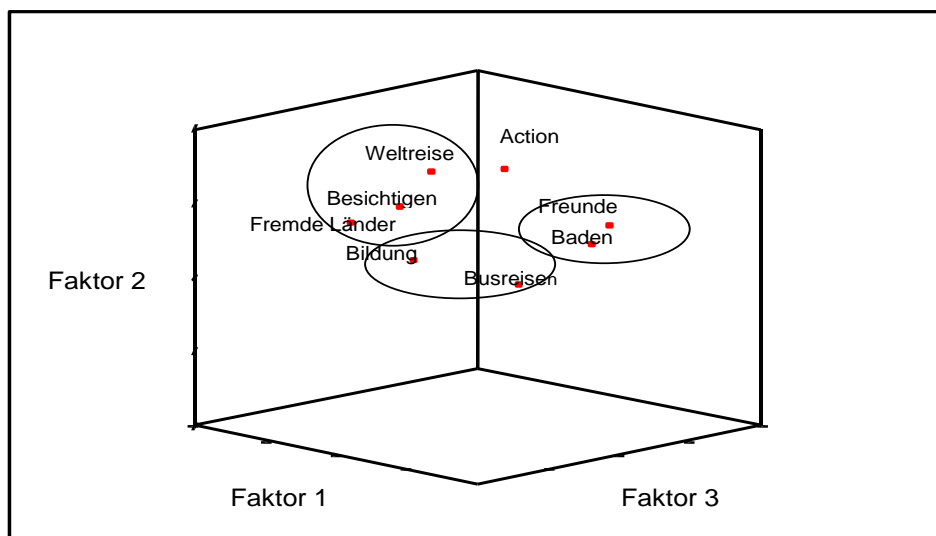 Action
Weltreise
Besichtigen
Freunde
Fremde Länder
Baden
Bildung
Busreisen
Faktor 2
Faktor 1
Faktor 3